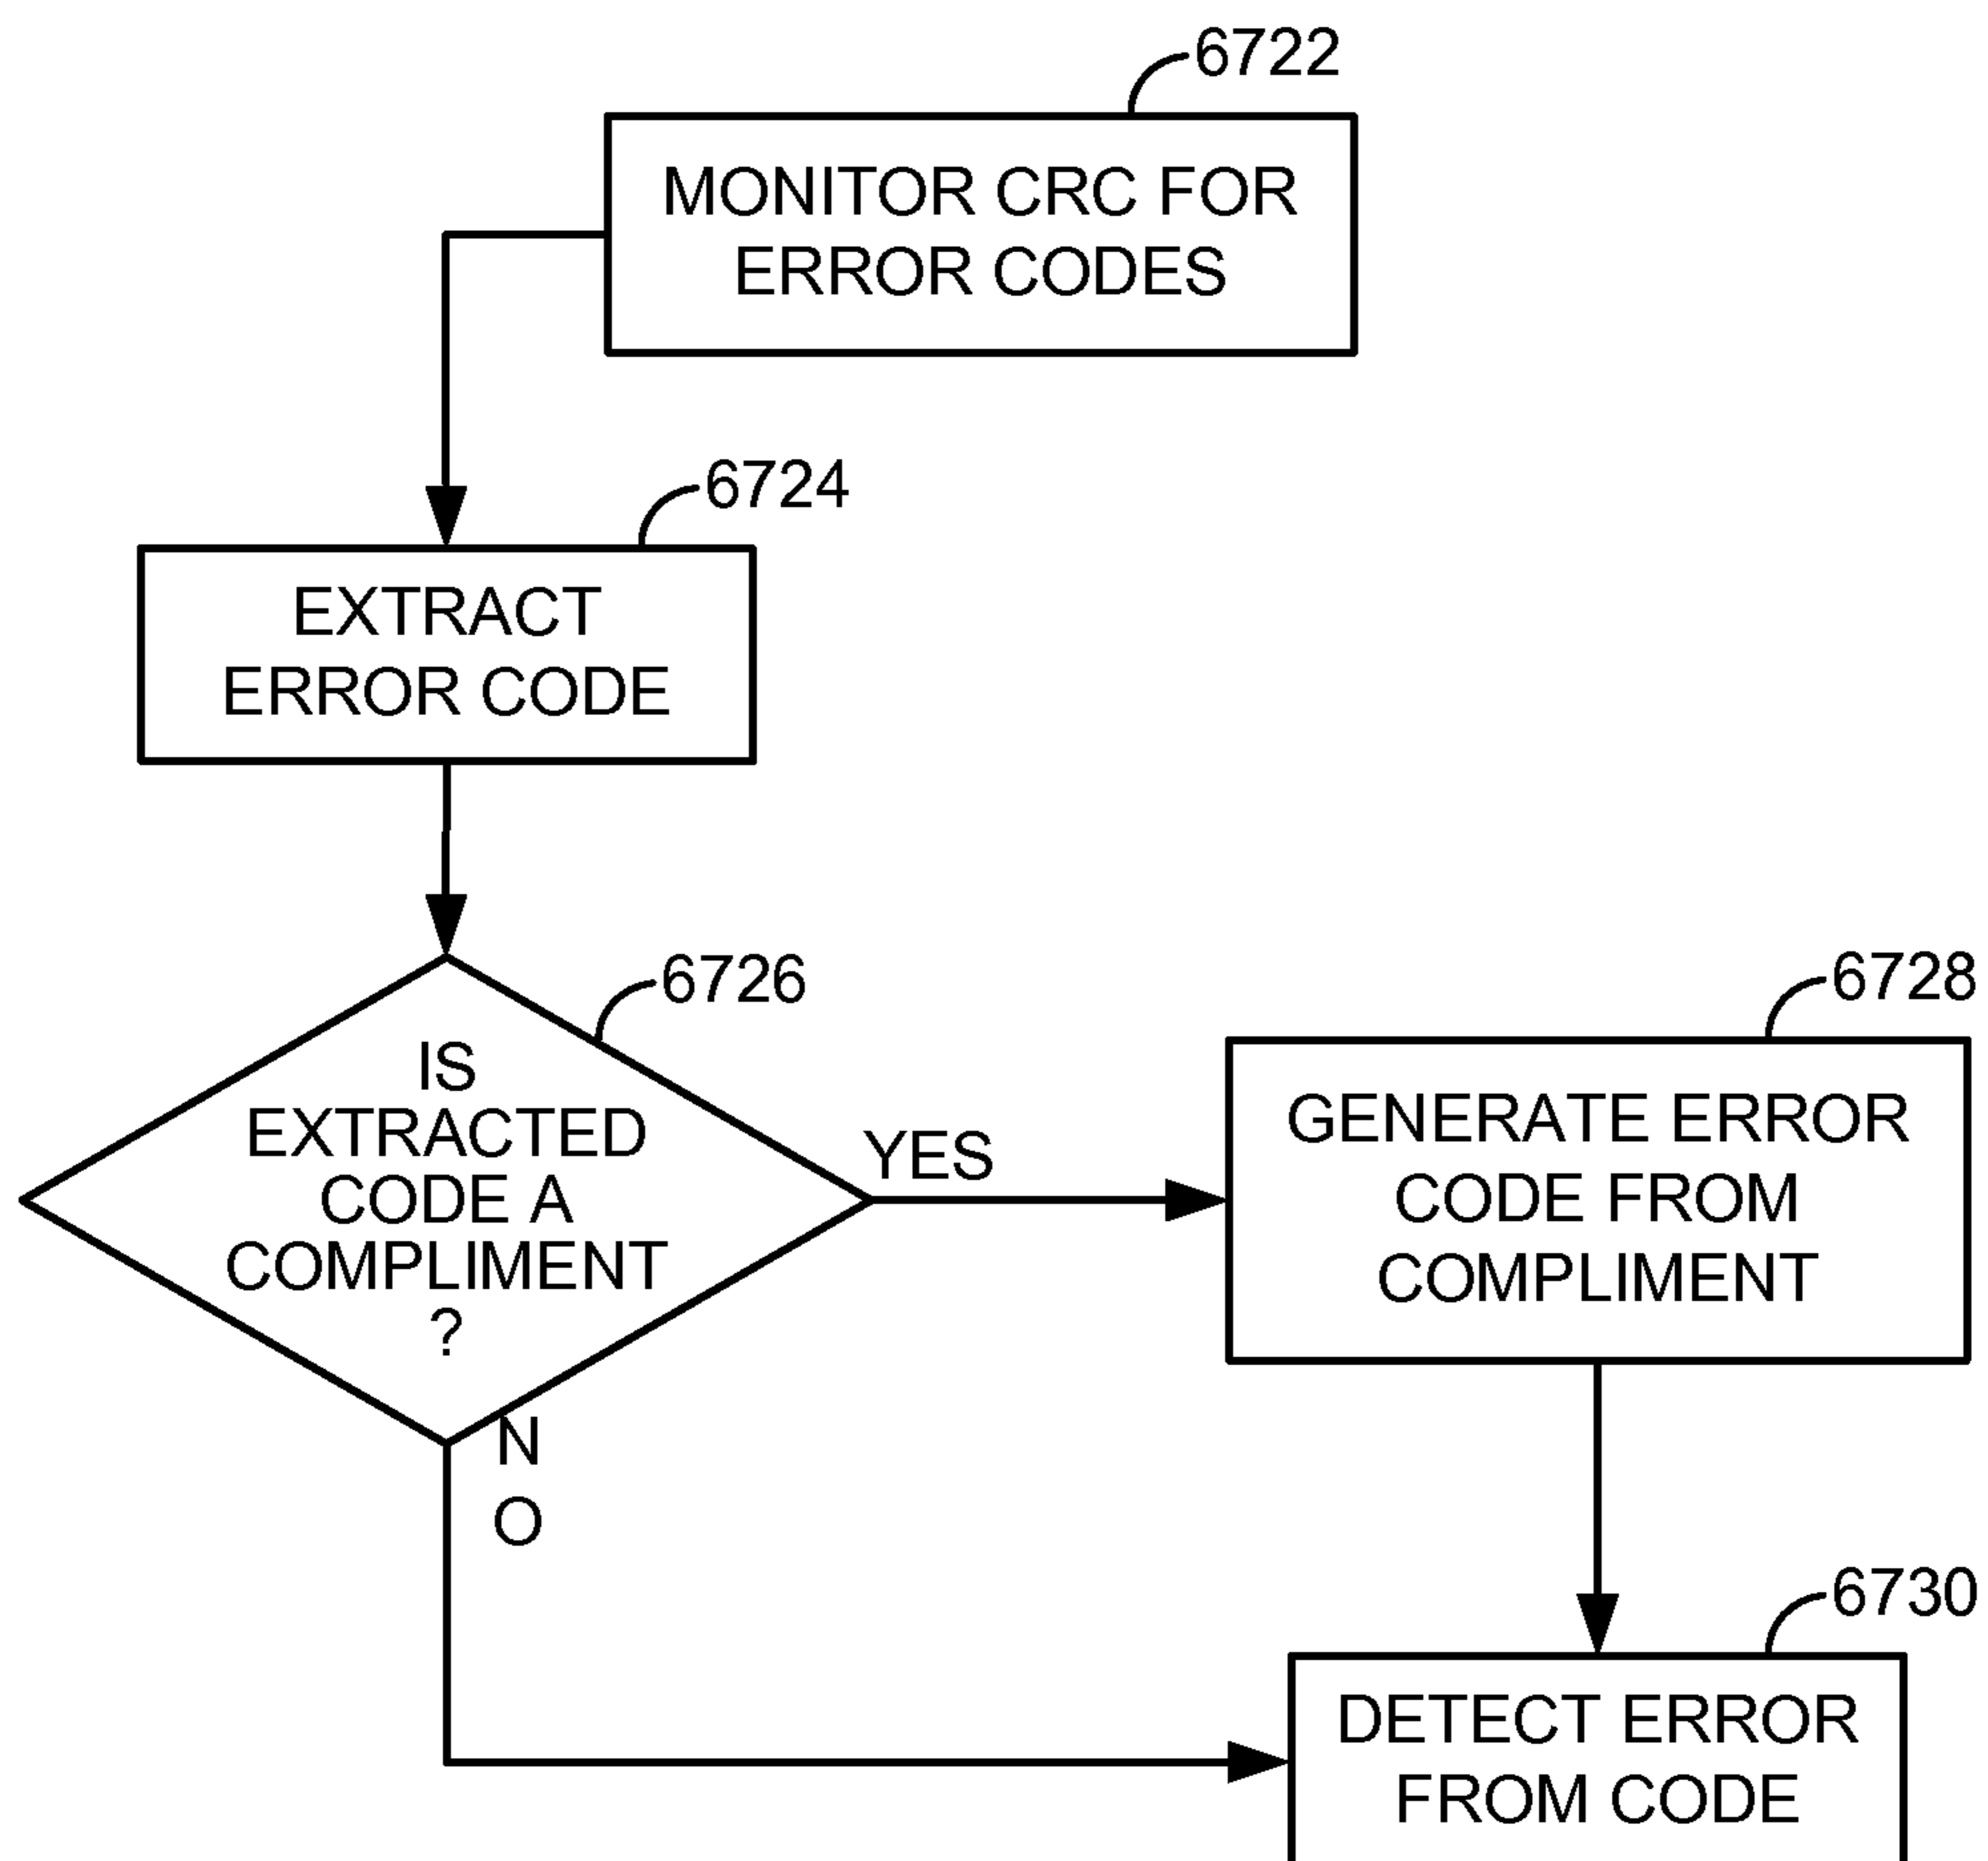 6722
MONITOR CRC FOR
ERROR CODES
6724
EXTRACT
ERROR CODE
6726
IS
EXTRACTED
CODE A
COMPLIMENT
?
YES
N
O
6728
GENERATE ERROR
CODE FROM
COMPLIMENT
6730
DETECT ERROR
FROM CODE